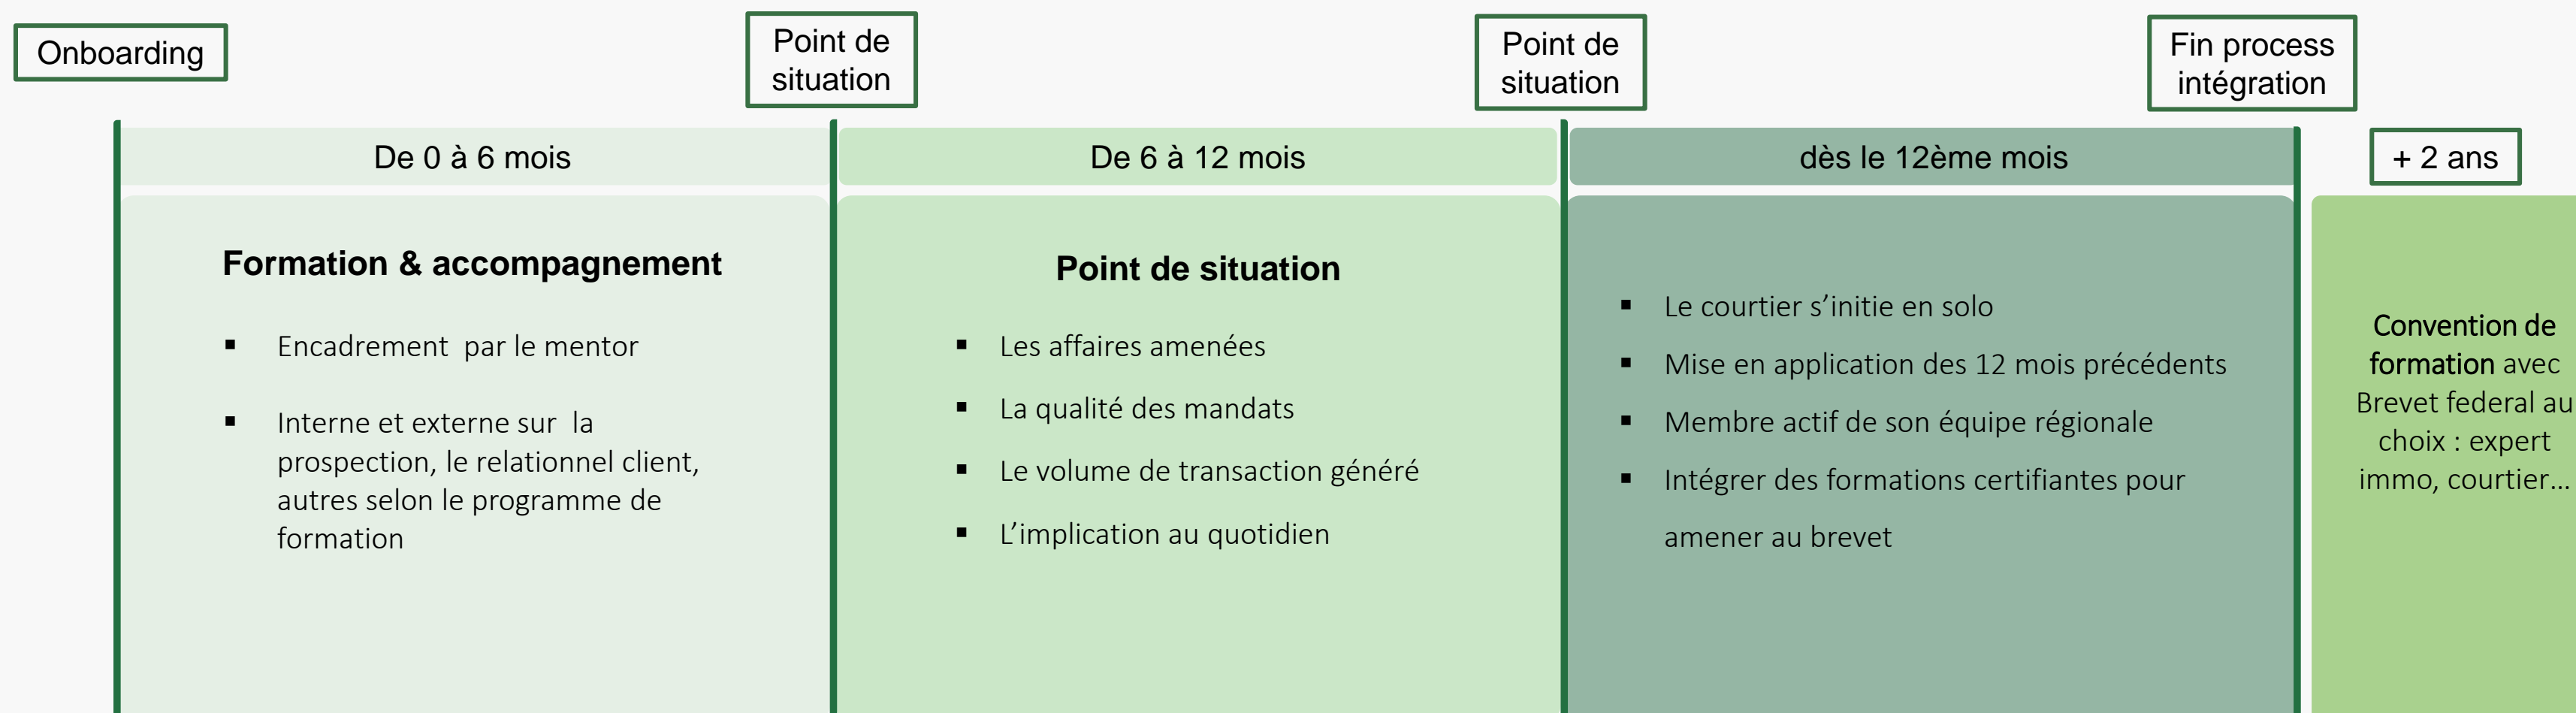 Onboarding
Point de
situation
Point de
situation
Fin process
intégration
De 0 à 6 mois
De 6 à 12 mois
dès le 12ème mois
+ 2 ans
Formation & accompagnement
▪ Encadrement  par le mentor
▪ Interne et externe sur  la
prospection, le relationnel client,
autres selon le programme de
formation
Point de situation
▪ Les affaires amenées
▪ La qualité des mandats
▪ Le volume de transaction généré
▪ L’implication au quotidien
▪ Le courtier s’initie en solo
▪ Mise en application des 12 mois précédents
▪ Membre actif de son équipe régionale
▪ Intégrer des formations certifiantes pour
amener au brevet
Convention de
formation avec
Brevet federal au
choix : expert
immo, courtier…